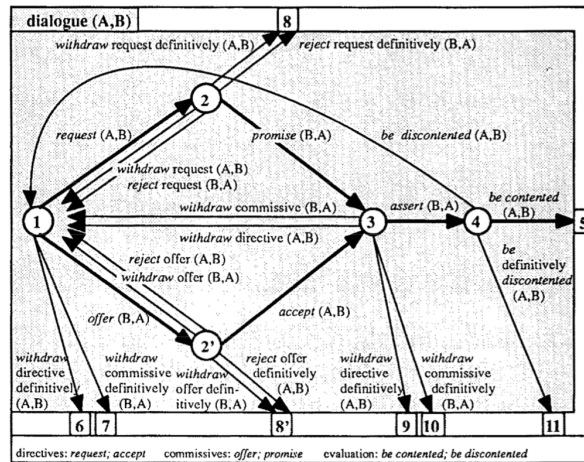 dialogue (A,B)
8
withdraw request definitively (A,B)
reject request definitively (B,A)
2
request (A,B)
promise (B,A)
be discontented (A,B)
withdraw request (A,B)
reject request (B,A)
withdraw commissive (B,A)
1
3
assert (B,A)
4
be contented
(A,B)
5
withdraw directive (A,B)
reject offer (A,B)
withdraw offer (B,A)
be
definitively
discontented
(A,B)
offer (B,A)
accept (A,B)
2'
withdraw
directive
definitively
(A,B)
withdraw
commissive
definitively
(B,A)
withdraw
offer defin-
itively (B,A)
reject offer
definitively
(A,B)
withdraw
directive
definitively
(A,B)
withdraw
commissive
definitively
(B,A)
6
7
8'
9
10
11
directives: request; accept commissives: offer; promise evaluation: be contented; be discontented